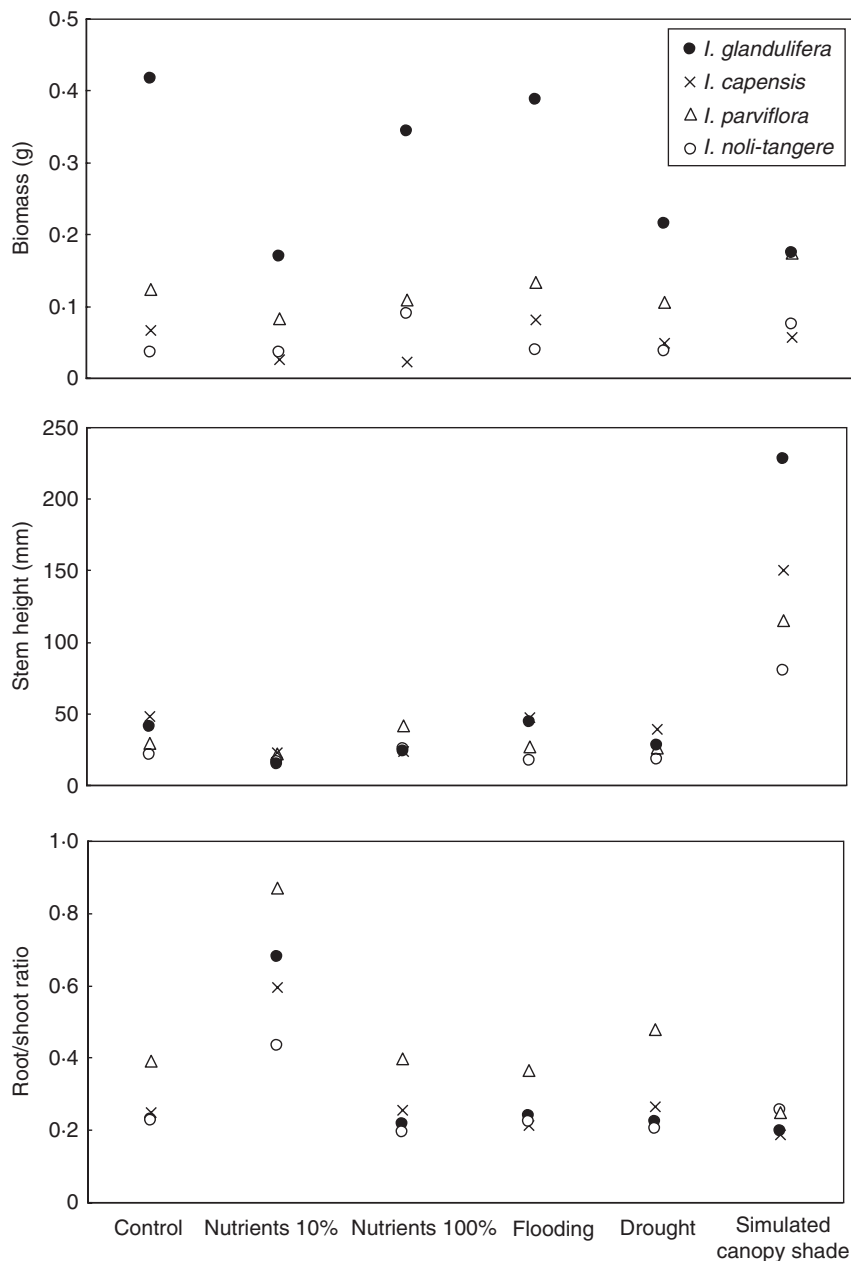 0·5
0·4
0·3
0·2
0·1
0
Biomass (g)
I. glandulifera
I. capensis
I. parviflora
I. noli-tangere
250
200
150
100
50
0
Stem height (mm)
1·0
0·8
0·6
0·4
0·2
0
Root/shoot ratio
Control
Nutrients 10%
Nutrients 100%
Flooding
Drought
Simulated
canopy shade